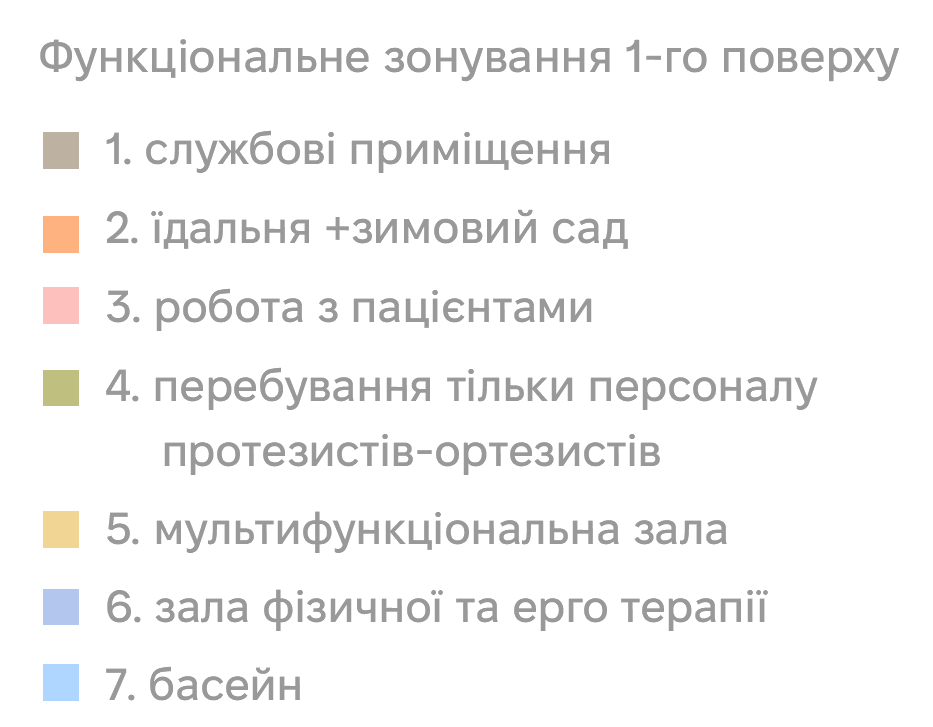 Функціональне зонування 1-го поверху
1. службові приміщення
2. їдальня +зимовий сад
3. робота з пацієнтами
4. перебування тільки персоналу
протезистів-ортезистів
5. мультифункціональна зала
6. зала фізичної та ерго терапії
7. басейн